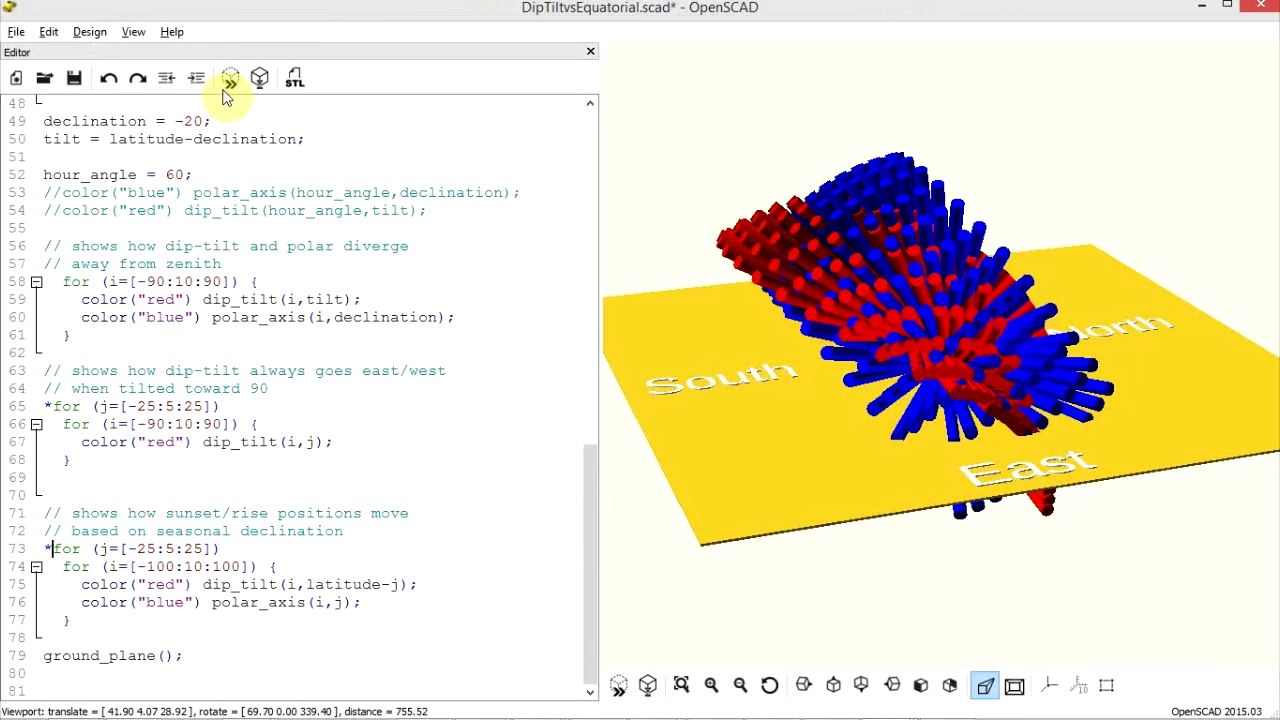 DipTiltvsEquatorial.scad* - OpenSCAD
File Edit Design View Help
Editor
STL
48
49 declination = -20;
50 tilt = latitude-declination;
51
52 hour_angle = 60;
53 //color("blue") polar_axis(hour_angle,declination);
54 //color("red") dip_tilt(hour_angle,tilt);
55
56 // shows how dip-tilt and polar diverge
57 // away from zenith
58 for (i=[-90:10:90]) {
59 color("red") dip_tilt(i,tilt);
60 color("blue") polar_axis(i,declination);
61 }
62
63 // shows how dip-tilt always goes east/west
64 // when tilted toward 90
65 *for (j=[-25:5:25])
66 for (i=[-90:10:90]) {
67 color("red") dip_tilt(i,j);
68 }
69
70
71 // shows how sunset/rise positions move
72 // based on seasonal declination
73 *for (j=[-25:5:25])
74 for (i=[-100:10:100]) {
75 color("red") dip_tilt(i,latitude-j);
76 color("blue") polar_axis(i,j);
77 }
78
79 ground_plane();
80
81
North
South
East
Viewport: translate = [ 41.90 4.07 28.92 ], rotate = [ 69.70 0.00 339.40 ], distance = 755.52
OpenSCAD 2015.03